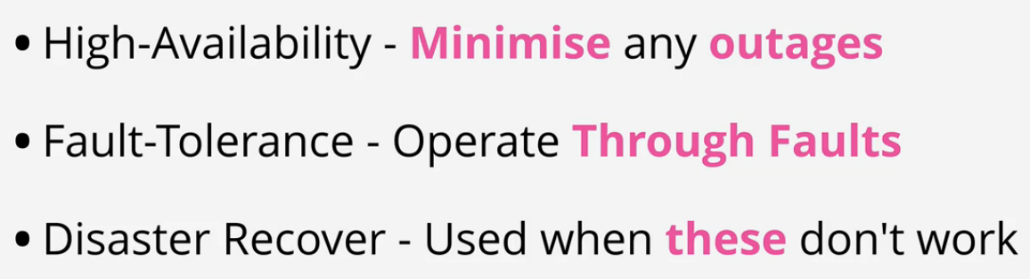 • High-Availability - Minimise any outages
• Fault-Tolerance - Operate Through Faults
• Disaster Recover - Used when these don't work